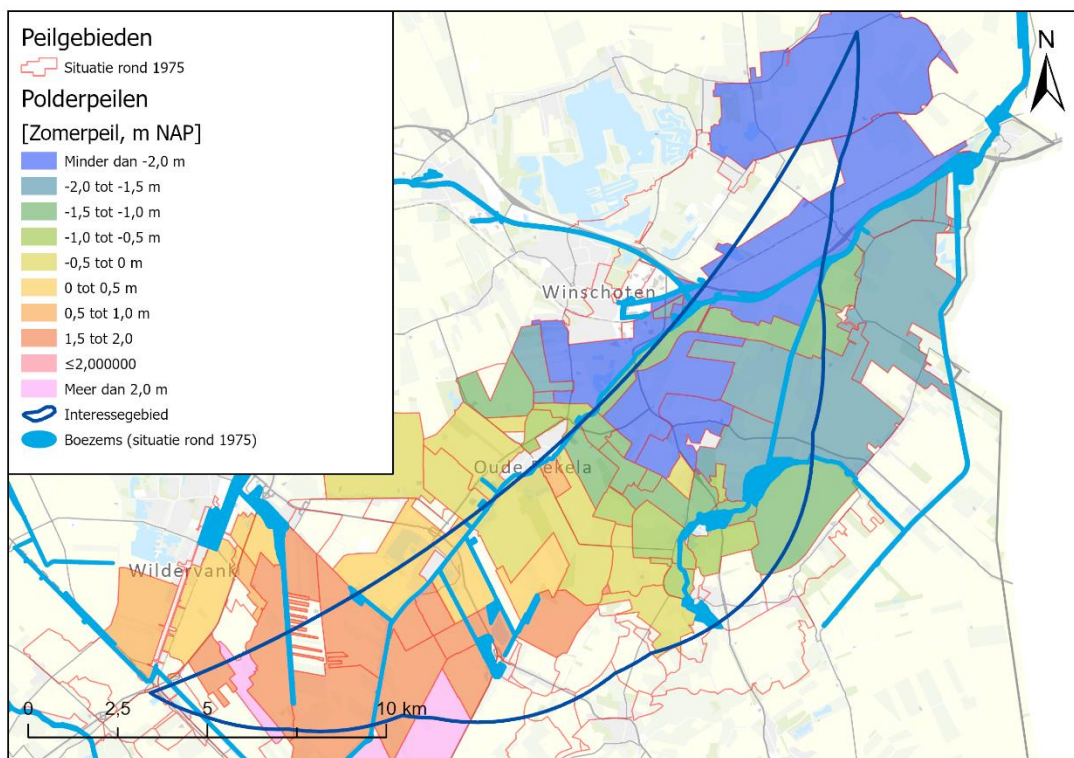 Peilgebieden
Situatie rond 1975
Polderpeilen
[Zomerpeil, m NAP]
Minder dan -2,0 m
-2,0 tot -1,5 m
-1,5 tot -1,0 m
-1,0 tot -0,5 m
-0,5 tot 0 m
0 tot 0,5 m
0,5 tot 1,0 m
1,5 tot 2,0
≤2,000000
Meer dan 2,0 m
Interessegebied
Boezems (situatie rond 1975)
N
Winschoten
Oude Pekela
Wildervank
0 2,5 5 10 km